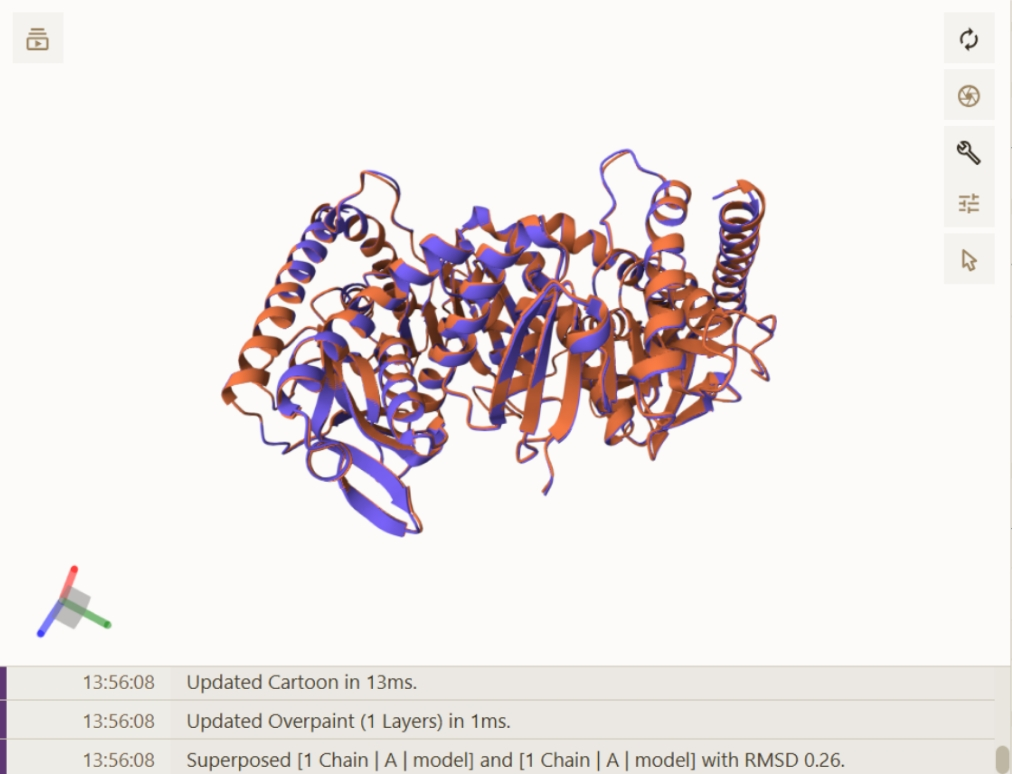 13:56:08 Updated Cartoon in 13ms.
13:56:08 Updated Overpaint (1 Layers) in 1ms.
13:56:08 Superposed [1 Chain | A | model] and [1 Chain | A | model] with RMSD 0.26.